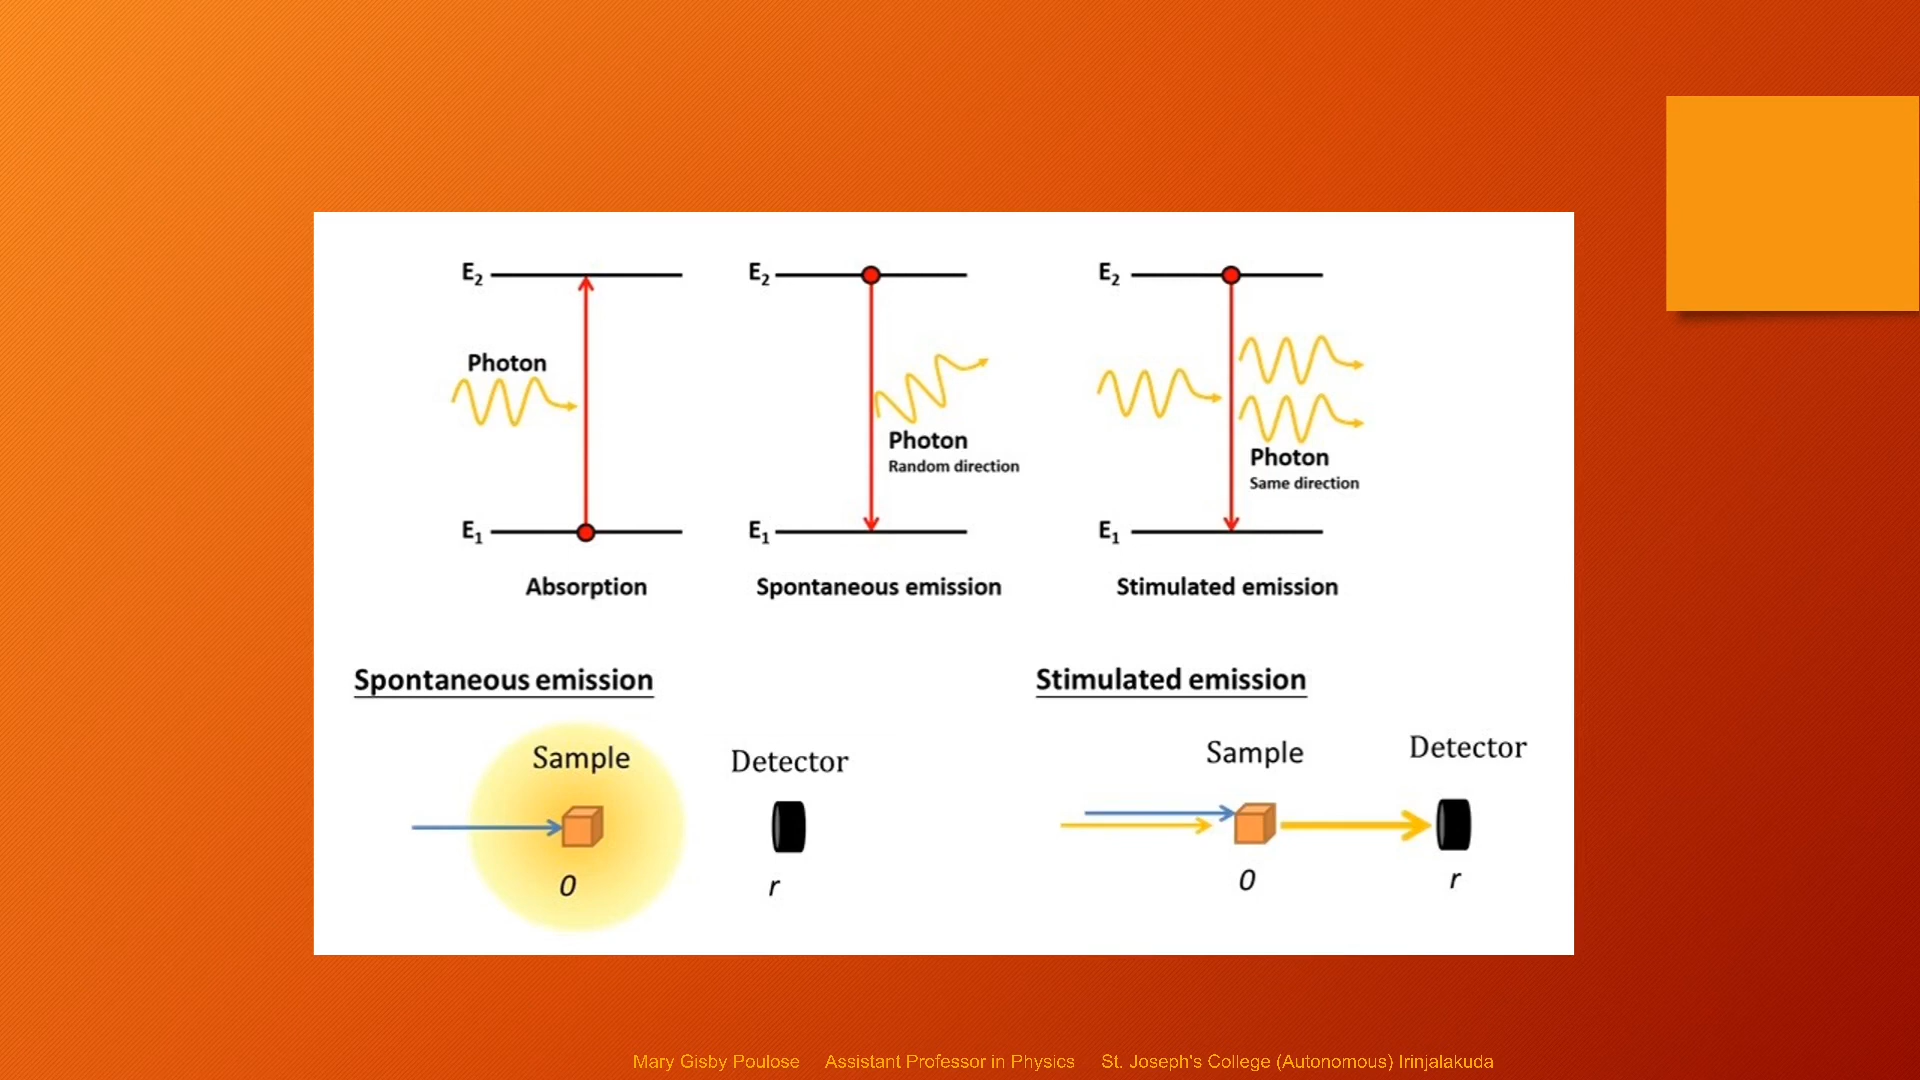 E2
E2
E2
Photon
Photon
Random direction
Photon
Same direction
E1
E1
E1
Absorption
Spontaneous emission
Stimulated emission
Spontaneous emission
Stimulated emission
Sample
Detector
Sample
Detector
0
r
0
r
Mary Gisby Poulose Assistant Professor in Physics St. Joseph's College (Autonomous) Irinjalakuda